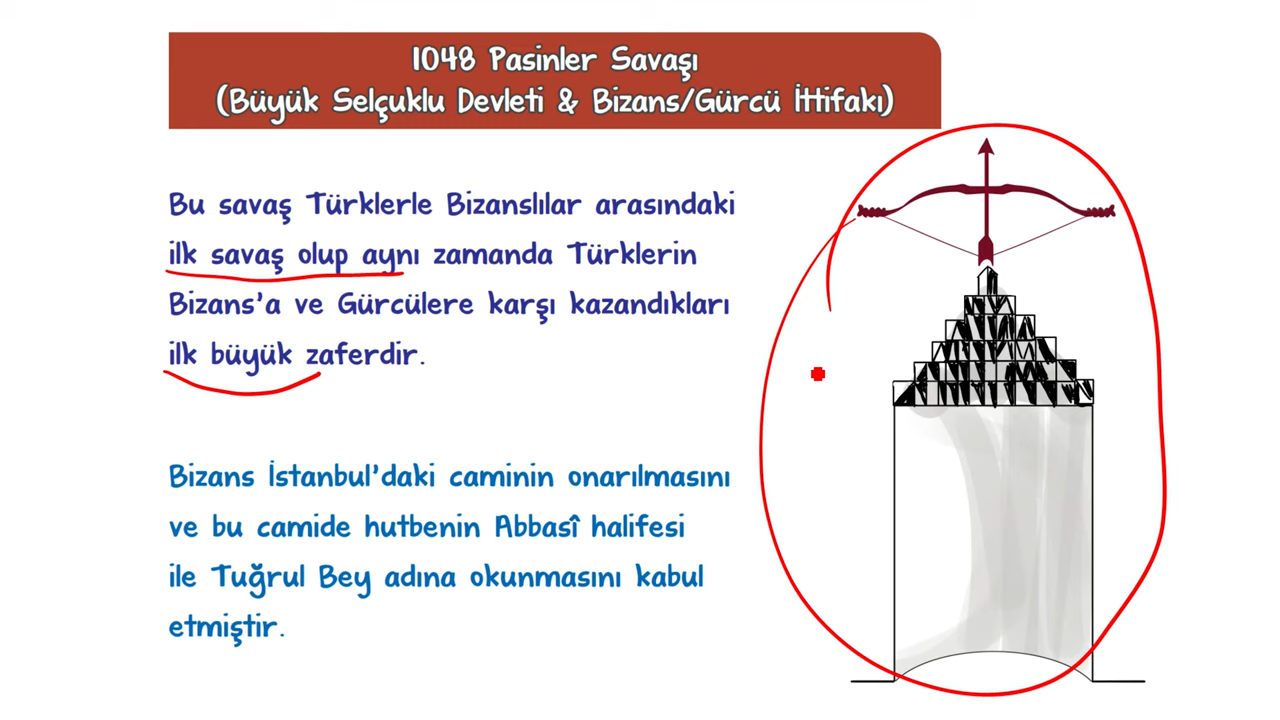 1048 Pasinler Savaşı
(Büyük Selçuklu Devleti & Bizans/Gürcü İttifakı)
Bu savaş Türklerle Bizanslılar arasındaki
ilk savaş olup aynı zamanda Türklerin
Bizans'a ve Gürcülere karşı kazandıkları
ilk büyük zaferdir.
Bizans İstanbul'daki caminin onarılmasını
ve bu camide hutbenin Abbasî halifesi
ile Tuğrul Bey adına okunmasını kabul
etmiştir.